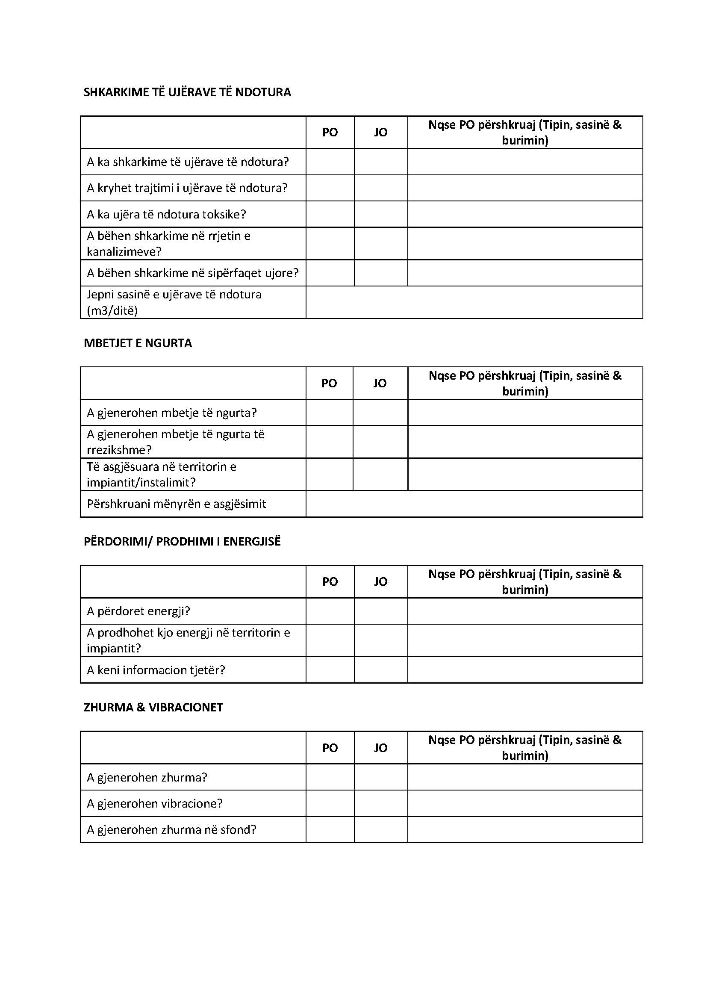 SHKARKIME TË UJËRAVE TË NDOTURA
PO JO Nqse PO përshkruaj (Tipin, sasinë &
burimin)
A ka shkarkime të ujërave të ndotura?
A kryhet trajtimi i ujërave të ndotura?
A ka ujëra të ndotura toksike?
A bëhen shkarkime në rrjetin e
kanalizimeve?
A bëhen shkarkime në sipërfaqet ujore?
Jepni sasinë e ujërave të ndotura
(m3/ditë)
MBETJET E NGURTA
PO JO Nqse PO përshkruaj (Tipin, sasinë &
burimin)
A gjenerohen mbetje të ngurta?
A gjenerohen mbetje të ngurta të
rrezikshme?
Të asgjësuara në territorin e
impiantit/instalimit?
Përshkruani mënyrën e asgjësimit
PËRDORIMI/ PRODHIMI I ENERGJISË
PO JO Nqse PO përshkruaj (Tipin, sasinë &
burimin)
A përdoret energji?
A prodhohet kjo energji në territorin e
impiantit?
A keni informacion tjetër?
ZHURMA & VIBRACIONET
PO JO Nqse PO përshkruaj (Tipin, sasinë &
burimin)
A gjenerohen zhurma?
A gjenerohen vibracione?
A gjenerohen zhurma në sfond?